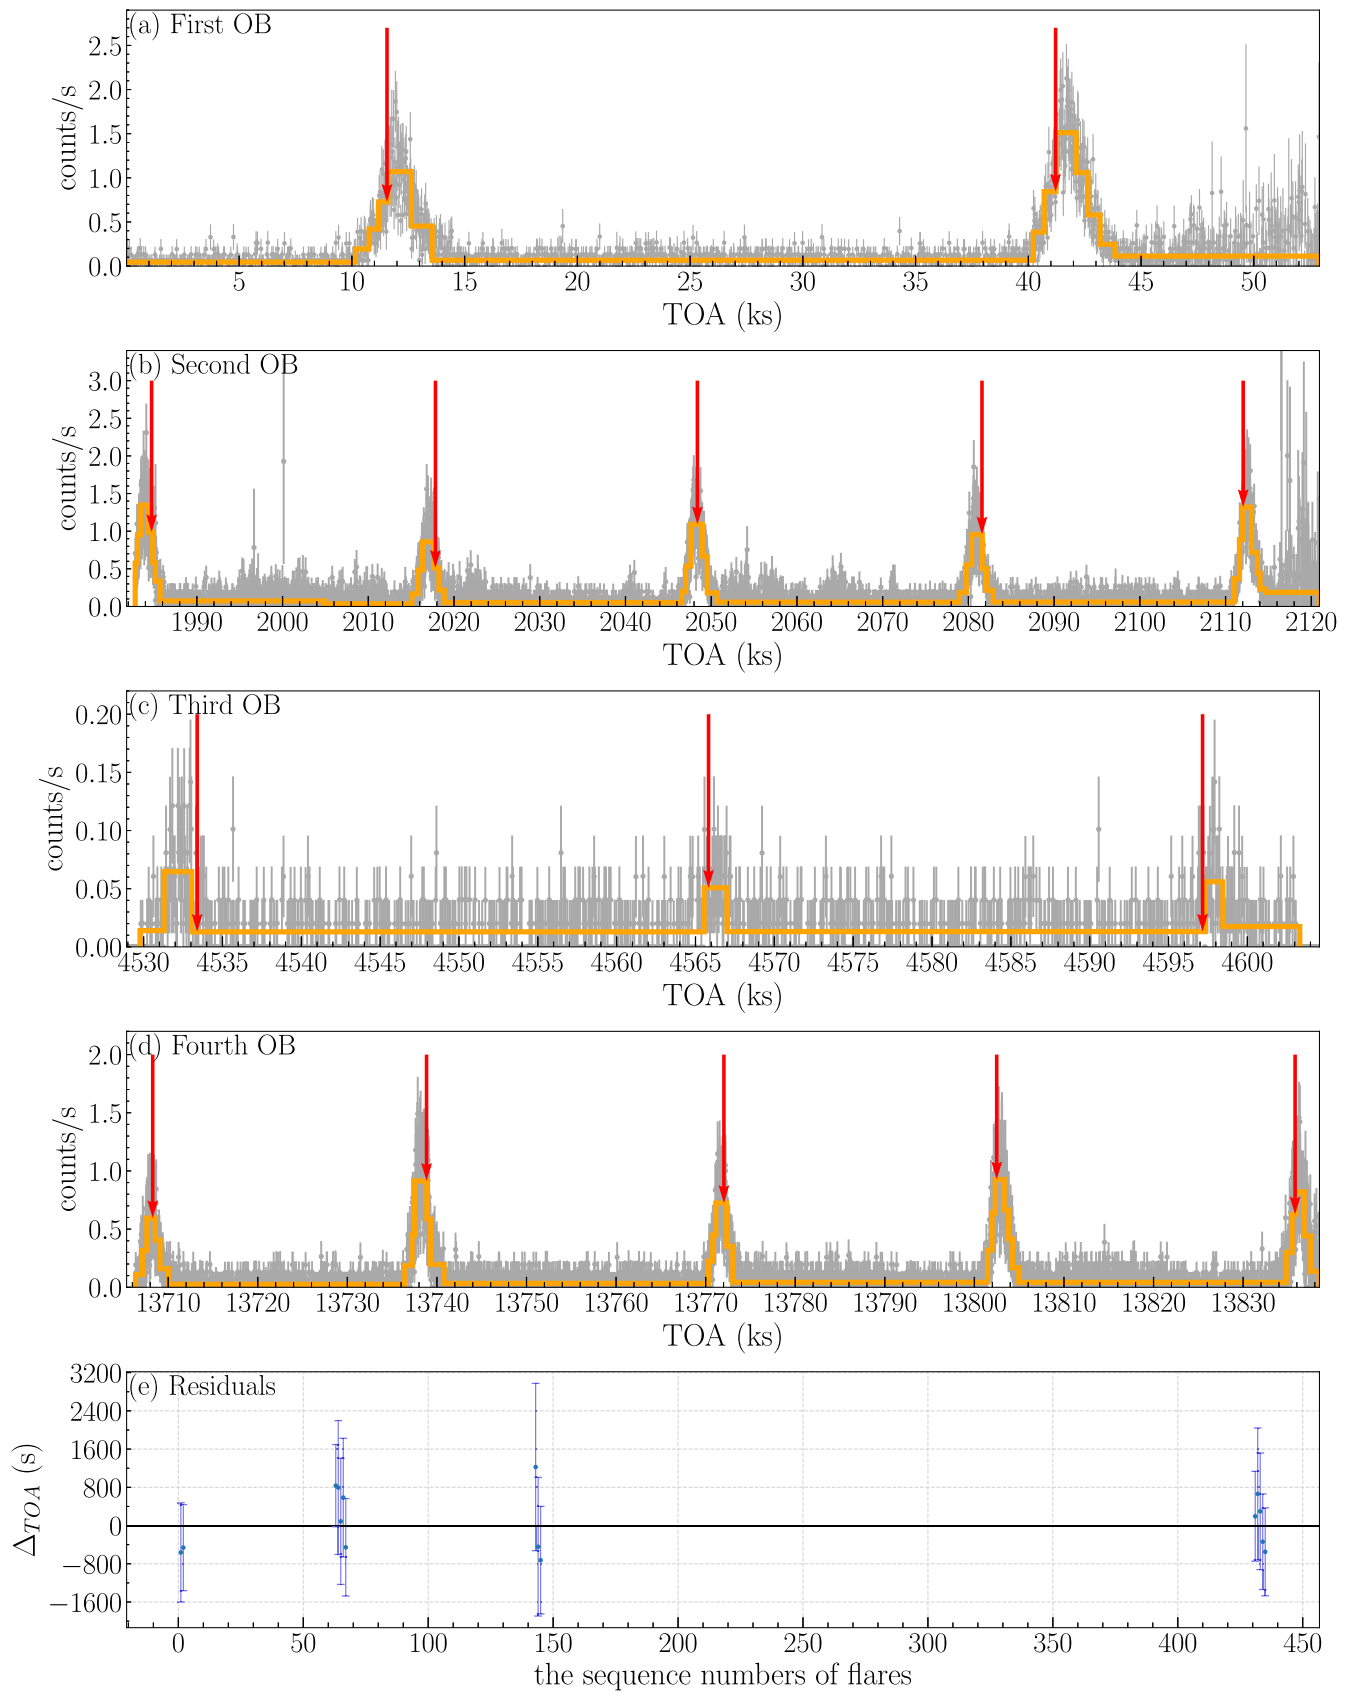 (a) First OB
counts/s
2.5
2.0
1.5
1.0
0.5
0.0
5 10 15 20 25 30 35 40 45 50
TOA (ks)
(b) Second OB
counts/s
3.0
2.5
2.0
1.5
1.0
0.5
0.0
1990 2000 2010 2020 2030 2040 2050 2060 2070 2080 2090 2100 2110 2120
TOA (ks)
(c) Third OB
counts/s
0.20
0.15
0.10
0.05
0.00
4530 4535 4540 4545 4550 4555 4560 4565 4570 4575 4580 4585 4590 4595 4600
TOA (ks)
(d) Fourth OB
counts/s
2.0
1.5
1.0
0.5
0.0
13710 13720 13730 13740 13750 13760 13770 13780 13790 13800 13810 13820 13830
TOA (ks)
(e) Residuals
Δ_TOA (s)
3200
2400
1600
800
0
−800
−1600
0 50 100 150 200 250 300 350 400 450
the sequence numbers of flares